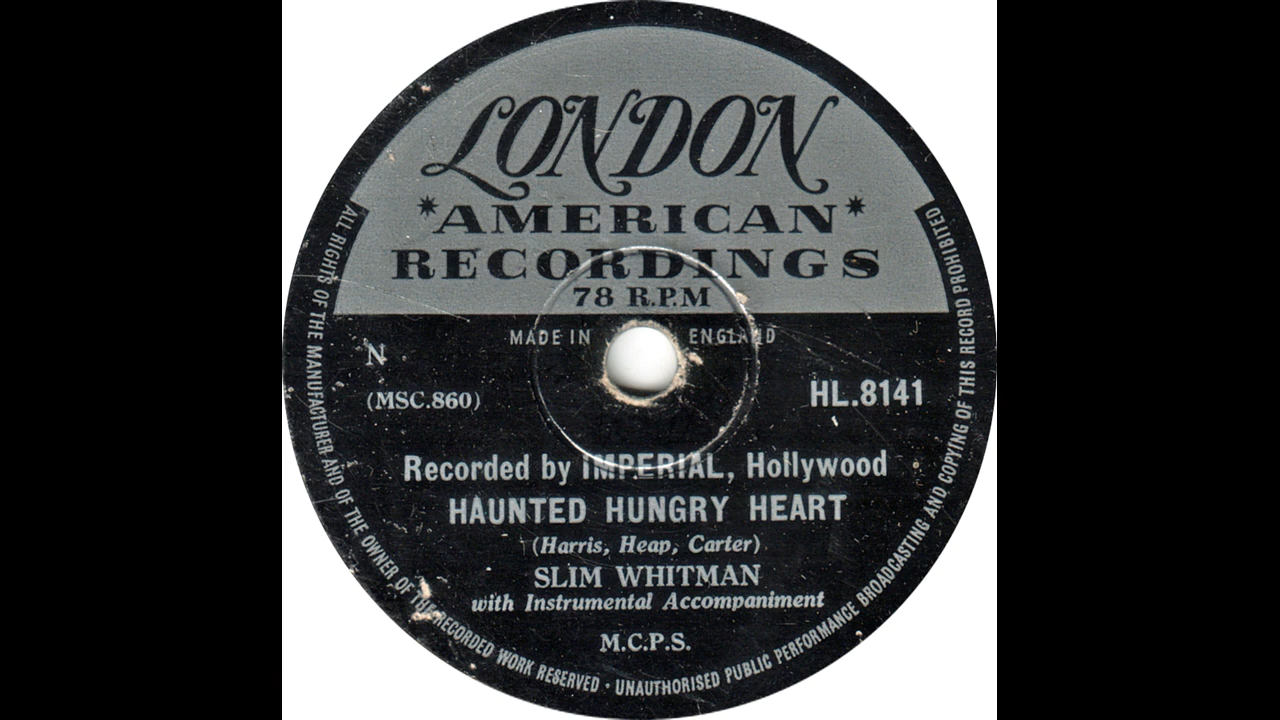 LONDON
*AMERICAN*
RECORDINGS
78 R.P.M
MADE IN ENGLAND
N
(MSC.860)
HL.8141
Recorded by IMPERIAL, Hollywood
HAUNTED HUNGRY HEART
(Harris, Heap, Carter)
SLIM WHITMAN
with Instrumental Accompaniment
M.C.P.S.
ALL RIGHTS OF THE MANUFACTURER AND OF THE OWNER OF THE RECORDED WORK RESERVED · UNAUTHORISED PUBLIC PERFORMANCE BROADCASTING AND COPYING OF THIS RECORD PROHIBITED